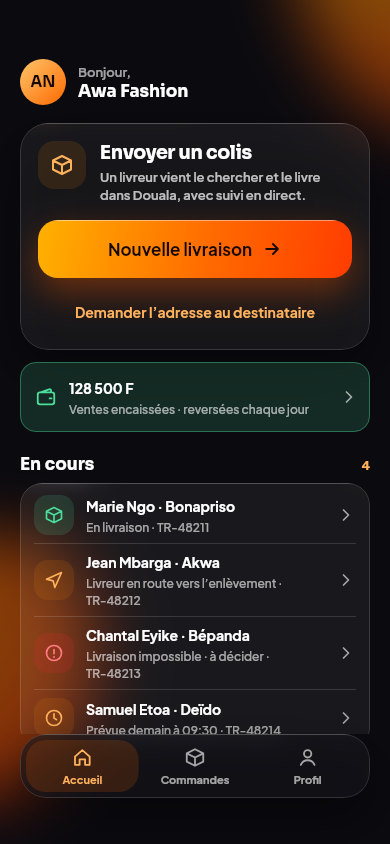 AN
Bonjour,
Awa Fashion
Envoyer un colis
Un livreur vient le chercher et le livre
dans Douala, avec suivi en direct.
Nouvelle livraison →
Demander l’adresse au destinataire
128 500 F
Ventes encaissées · reversées chaque jour
En cours
4
Marie Ngo · Bonapriso
En livraison · TR-48211
Jean Mbarga · Akwa
Livreur en route vers l’enlèvement ·
TR-48212
Chantal Eyike · Bépanda
Livraison impossible · à décider ·
TR-48213
Samuel Etoa · Deïdo
Prévue demain à 09:30 · TR-48214
Accueil
Commandes
Profil